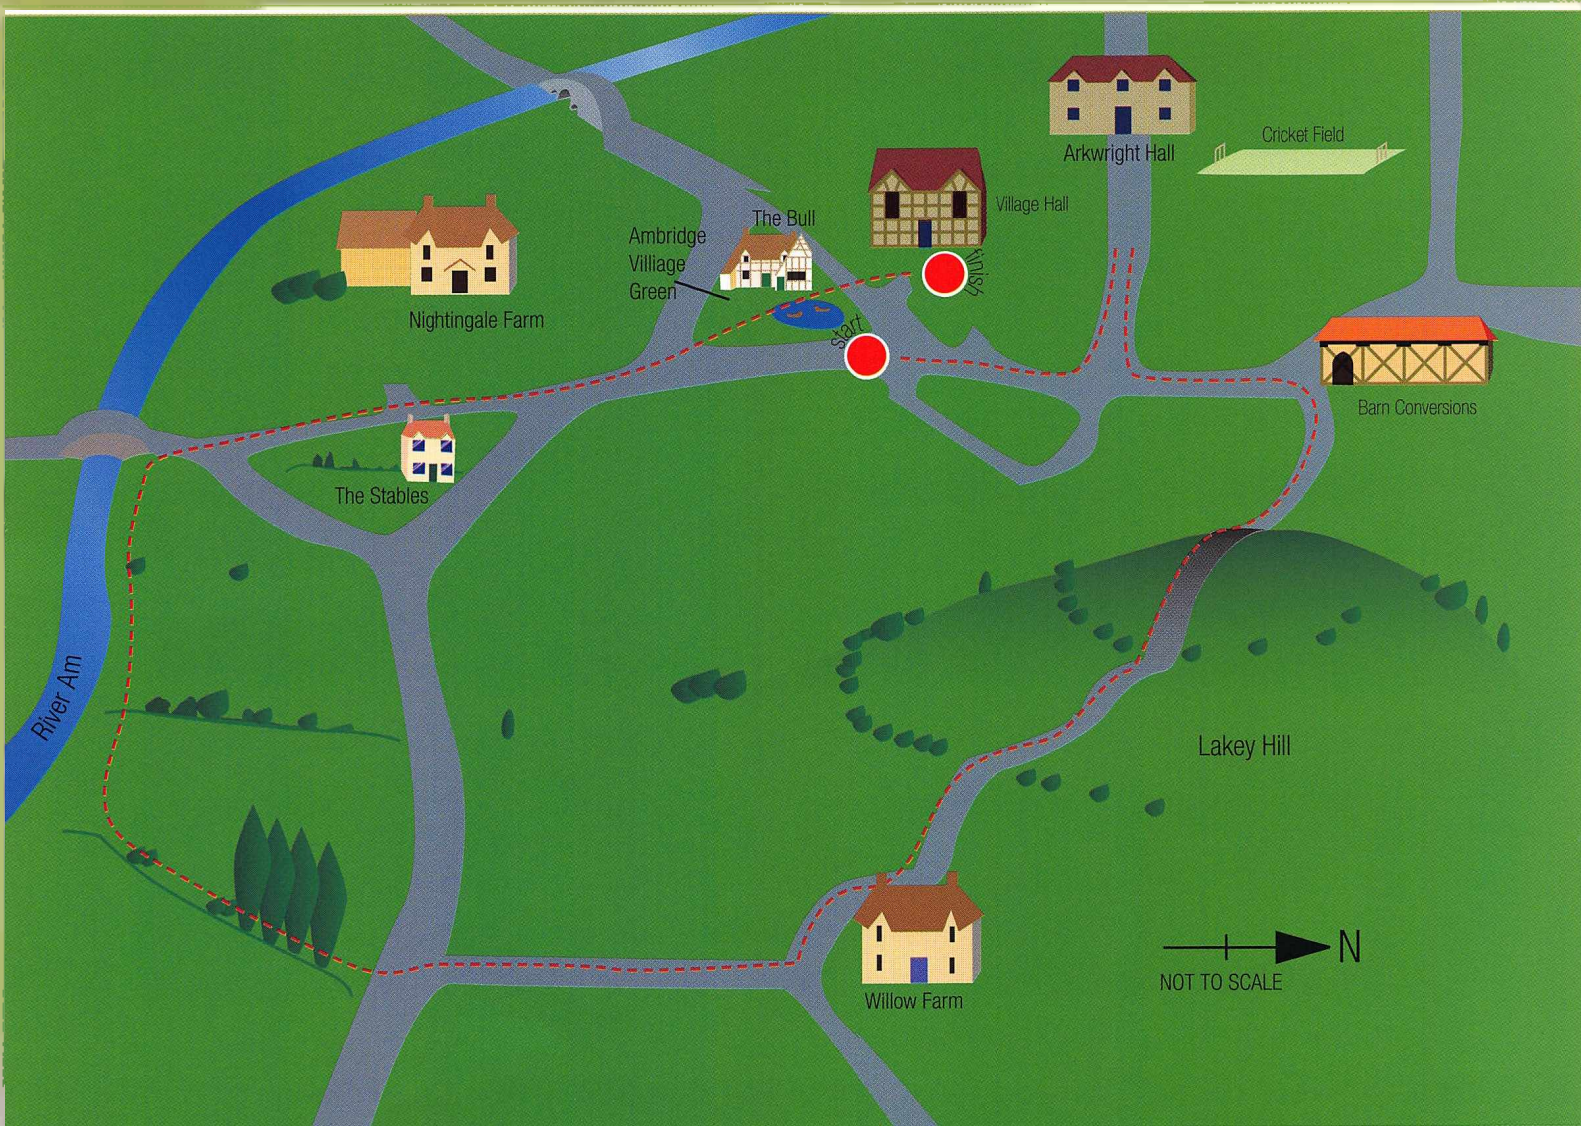 Cricket Field
Arkwright Hall
Village Hall
The Bull
Ambridge
Villiage
Green
finish
start
Nightingale Farm
Barn Conversions
The Stables
River Am
Lakey Hill
N
NOT TO SCALE
Willow Farm